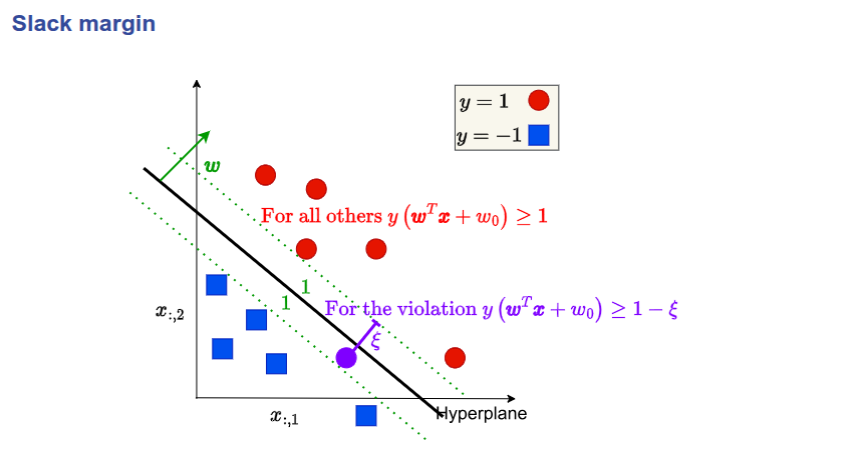 Slack margin
y = 1
y = −1
w
For all others y (wᵀx + w₀) ≥ 1
1
1
For the violation y (wᵀx + w₀) ≥ 1 − ξ
x:,2
ξ
Hyperplane
x:,1